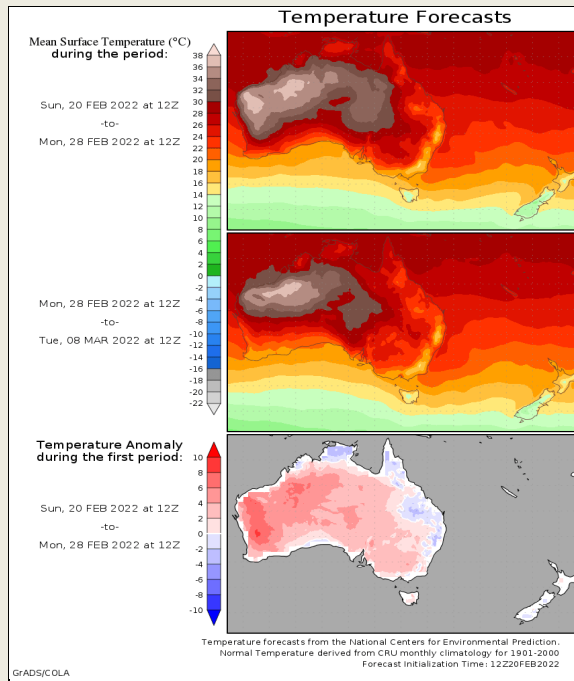 Temperature Forecasts
Mean Surface Temperature (°C)
during the period:
Sun, 20 FEB 2022 at 12Z
-to-
Mon, 28 FEB 2022 at 12Z
38
36
34
32
30
28
26
24
22
20
18
16
14
12
10
8
6
4
2
0
-2
-4
-6
-8
-10
-12
-14
-16
-18
-20
-22
Mon, 28 FEB 2022 at 12Z
-to-
Tue, 08 MAR 2022 at 12Z
Temperature Anomaly
during the first period:
Sun, 20 FEB 2022 at 12Z
-to-
Mon, 28 FEB 2022 at 12Z
10
8
6
4
2
0
-2
-4
-6
-8
-10
Temperature forecasts from the National Centers for Environmental Prediction.
Normal Temperature derived from CRU monthly climatology for 1901-2000
Forecast Initialization Time: 12Z20FEB2022
GrADS/COLA